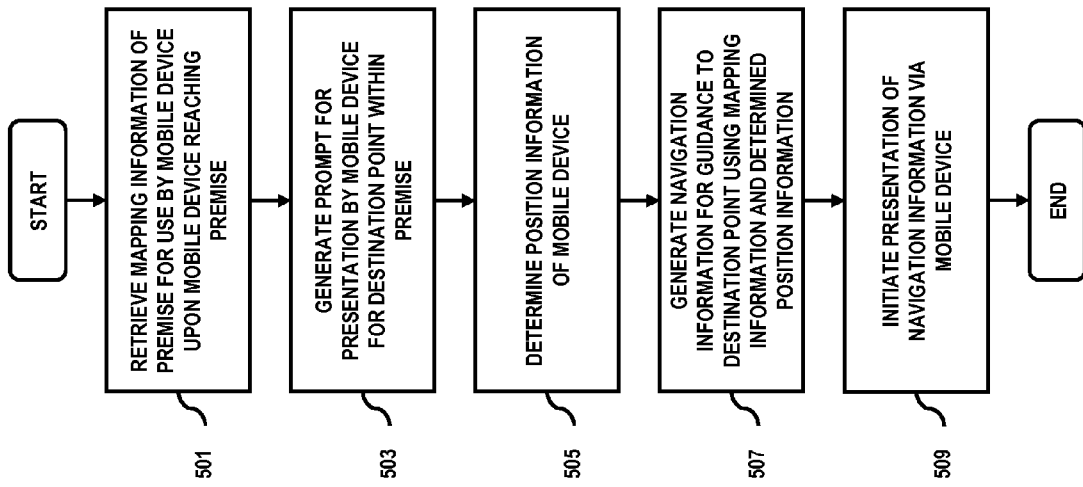 START
RETRIEVE MAPPING INFORMATION OF
PREMISE FOR USE BY MOBILE DEVICE
UPON MOBILE DEVICE REACHING
PREMISE
501
GENERATE PROMPT FOR
PRESENTATION BY MOBILE DEVICE
FOR DESTINATION POINT WITHIN
PREMISE
503
DETERMINE POSITION INFORMATION
OF MOBILE DEVICE
505
GENERATE NAVIGATION
INFORMATION FOR GUIDANCE TO
DESTINATION POINT USING MAPPING
INFORMATION AND DETERMINED
POSITION INFORMATION
507
INITIATE PRESENTATION OF
NAVIGATION INFORMATION VIA
MOBILE DEVICE
509
END